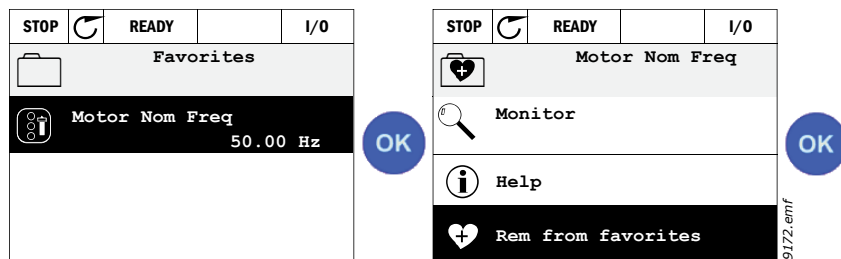 STOP READY I/O
Favorites
Motor Nom Freq
50.00 Hz
OK
STOP READY I/O
Motor Nom Freq
Monitor
Help
Rem from favorites
OK
9172.emf